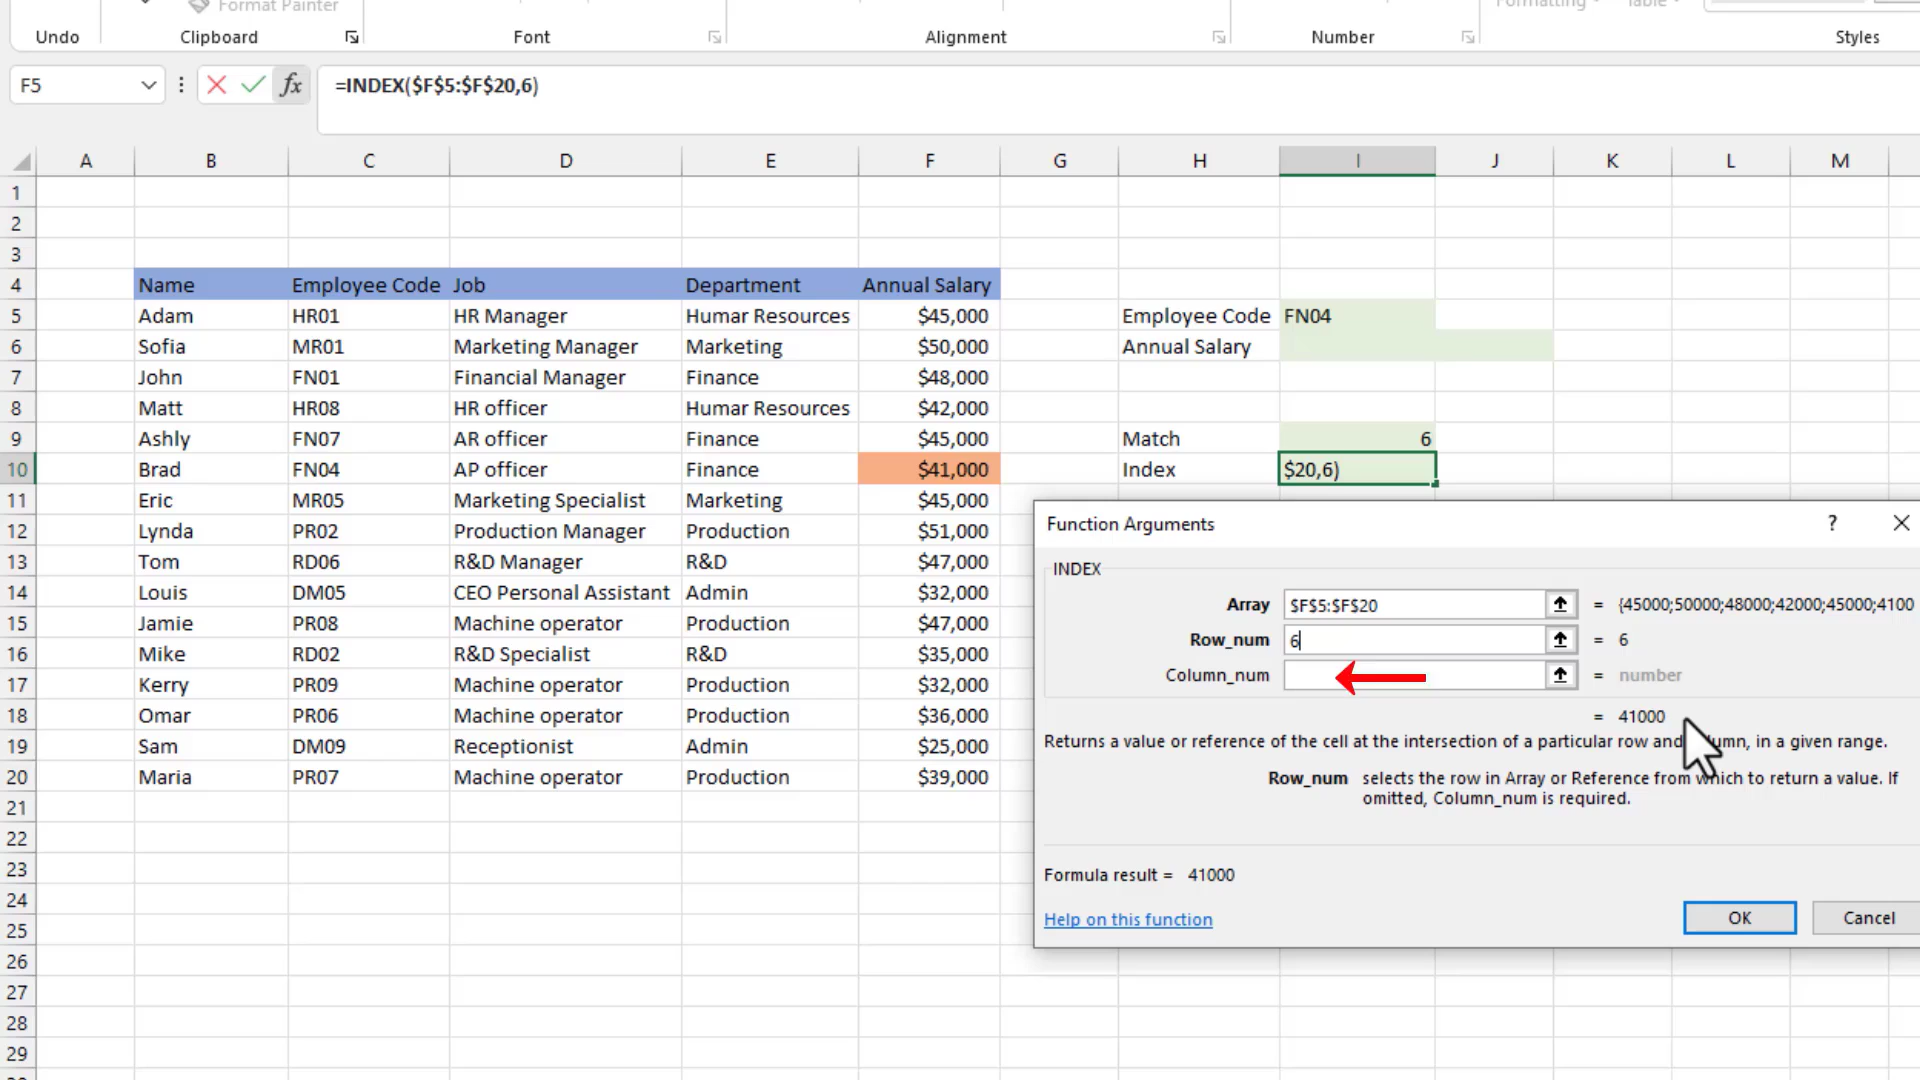 Format Painter
Formatting
Table
Undo
Clipboard
Font
Alignment
Number
Styles
F5
fx
=INDEX($F$5:$F$20,6)
A B C D E F G H I J K L M
1
2
3
4 Name Employee Code Job Department Annual Salary
5 Adam HR01 HR Manager Humar Resources $45,000 Employee Code FN04
6 Sofia MR01 Marketing Manager Marketing $50,000 Annual Salary
7 John FN01 Financial Manager Finance $48,000
8 Matt HR08 HR officer Humar Resources $42,000
9 Ashly FN07 AR officer Finance $45,000 Match 6
10 Brad FN04 AP officer Finance $41,000 Index $20,6)
11 Eric MR05 Marketing Specialist Marketing $45,000
12 Lynda PR02 Production Manager Production $51,000
13 Tom RD06 R&D Manager R&D $47,000
14 Louis DM05 CEO Personal Assistant Admin $32,000
15 Jamie PR08 Machine operator Production $47,000
16 Mike RD02 R&D Specialist R&D $35,000
17 Kerry PR09 Machine operator Production $32,000
18 Omar PR06 Machine operator Production $36,000
19 Sam DM09 Receptionist Admin $25,000
20 Maria PR07 Machine operator Production $39,000
21
22
23
24
25
26
27
28
29
Function Arguments ?
INDEX
Array $F$5:$F$20 = {45000;50000;48000;42000;45000;4100
Row_num 6 = 6
Column_num = number
= 41000
Returns a value or reference of the cell at the intersection of a particular row and umn, in a given range.
Row_num selects the row in Array or Reference from which to return a value. If
omitted, Column_num is required.
Formula result = 41000
Help on this function
OK
Cancel